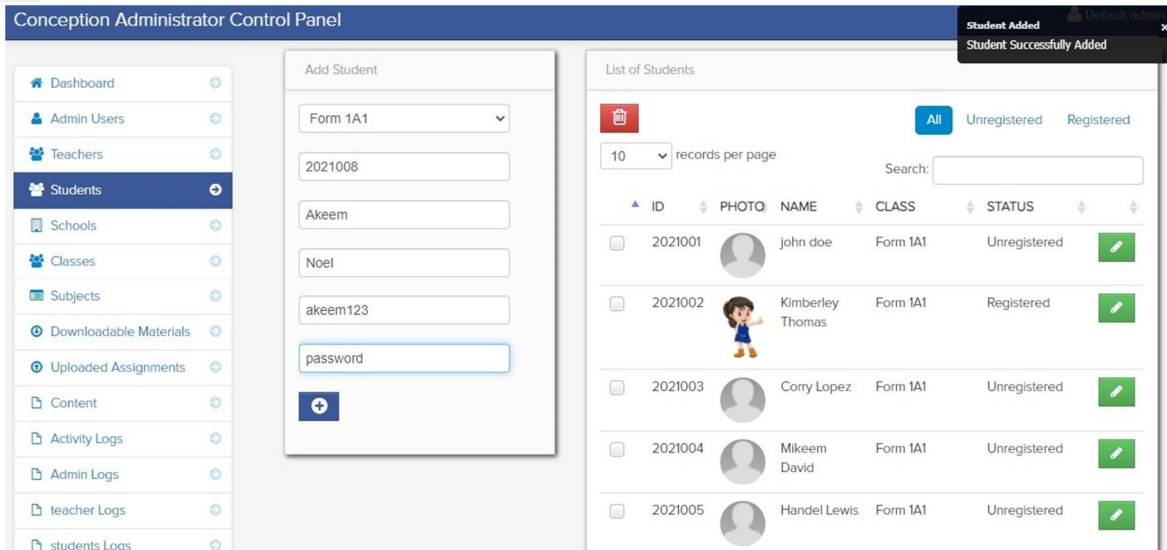 Conception Administrator Control Panel
Default admin
Student Added
×
Student Successfully Added
Dashboard
Admin Users
Teachers
Students
Schools
Classes
Subjects
Downloadable Materials
Uploaded Assignments
Content
Activity Logs
Admin Logs
teacher Logs
students Logs
Add Student
Form 1A1
2021008
Akeem
Noel
akeem123
password
List of Students
All Unregistered Registered
10 records per page
Search:
ID PHOTO NAME CLASS STATUS
2021001 john doe Form 1A1 Unregistered
2021002 Kimberley Form 1A1 Registered
Thomas
2021003 Corry Lopez Form 1A1 Unregistered
2021004 Mikeem Form 1A1 Unregistered
David
2021005 Handel Lewis Form 1A1 Unregistered